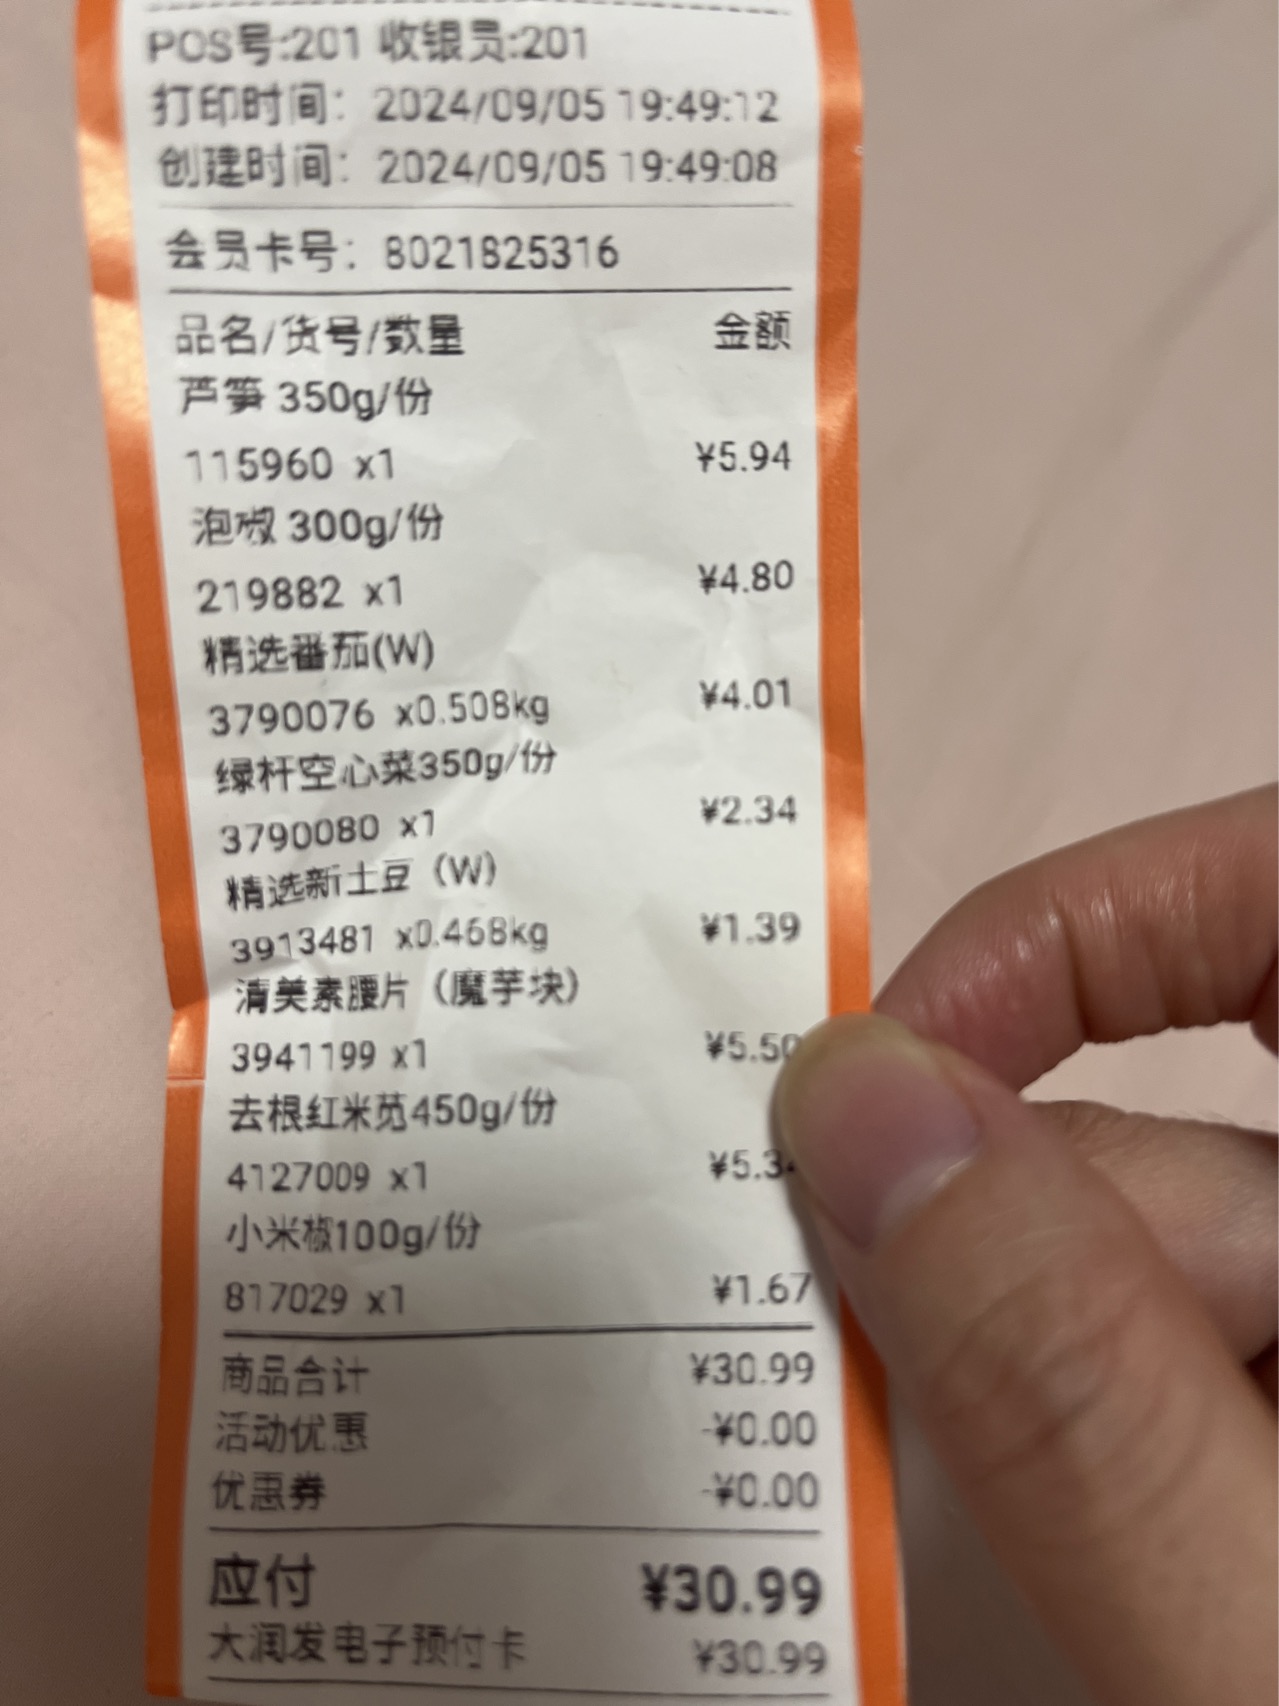 POS号:201 收银员:201
打印时间： 2024/09/05 19:49:12
创建时间： 2024/09/05 19:49:08
会员卡号： 8021825316
品名/货号/数量 金额
芦笋 350g/份
115960 x1 ¥5.94
泡椒 300g/份
219882 x1 ¥4.80
精选番茄(W)
3790076 x0.508kg ¥4.01
绿杆空心菜350g/份
3790080 x1 ¥2.34
精选新土豆（W）
3913481 x0.468kg ¥1.39
清美素腰片（魔芋块）
3941199 x1 ¥5.50
去根红米苋450g/份
4127009 x1 ¥5.34
小米椒100g/份
817029 x1 ¥1.67
商品合计 ¥30.99
活动优惠 -¥0.00
优惠券 -¥0.00
应付 ¥30.99
大润发电子预付卡 ¥30.99